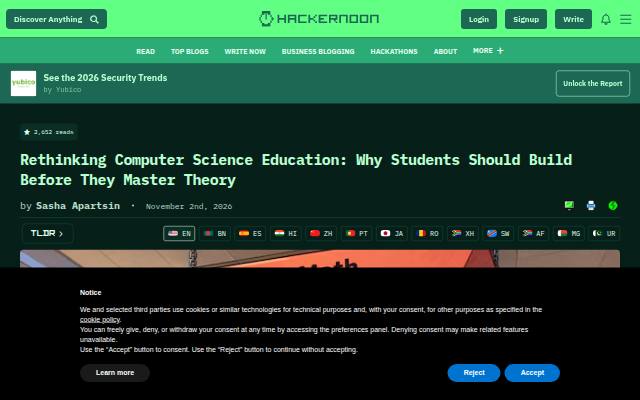 Discover Anything
HACKERNOON
Login
Signup
Write
READ
TOP BLOGS
WRITE NOW
BUSINESS BLOGGING
HACKATHONS
ABOUT
MORE +
yubico
See the 2026 Security Trends
by Yubico
Unlock the Report
2,652 reads
Rethinking Computer Science Education: Why Students Should Build
Before They Master Theory
by Sasha Apartsin · November 2nd, 2026
TL;DR >
EN
BN
ES
HI
ZH
PT
JA
RO
XH
SW
AF
MG
UR
Math
Notice
We and selected third parties use cookies or similar technologies for technical purposes and, with your consent, for other purposes as specified in the
cookie policy.
You can freely give, deny, or withdraw your consent at any time by accessing the preferences panel. Denying consent may make related features
unavailable.
Use the “Accept” button to consent. Use the “Reject” button to continue without accepting.
Learn more
Reject
Accept